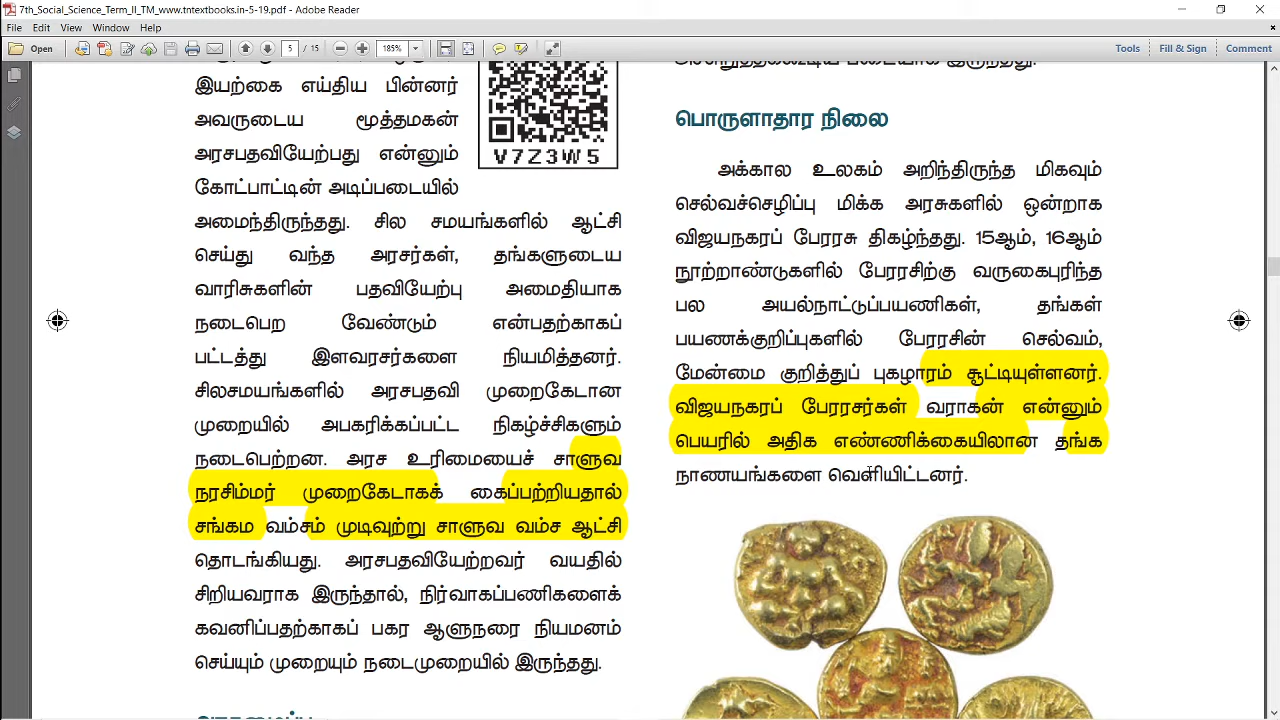 7th_Social_Science_Term_II_TM_www.tntextbooks.in-5-19.pdf - Adobe Reader
File Edit View Window Help
Open 5 / 15 185% Tools Fill & Sign Comment
இயற்கை எய்திய பின்னர்
அவருடைய மூத்தமகன்
அரசபதவியேற்பது என்னும்
கோட்பாட்டின் அடிப்படையில்
V7Z3W5
அமைந்திருந்தது. சில சமயங்களில் ஆட்சி
செய்து வந்த அரசர்கள், தங்களுடைய
வாரிசுகளின் பதவியேற்பு அமைதியாக
நடைபெற வேண்டும் என்பதற்காகப்
பட்டத்து இளவரசர்களை நியமித்தனர்.
சிலசமயங்களில் அரசபதவி முறைகேடான
முறையில் அபகரிக்கப்பட்ட நிகழ்ச்சிகளும்
நடைபெற்றன. அரச உரிமையைச் சாளுவ
நரசிம்மர் முறைகேடாகக் கைப்பற்றியதால்
சங்கம வம்சம் முடிவுற்று சாளுவ வம்ச ஆட்சி
தொடங்கியது. அரசபதவியேற்றவர் வயதில்
சிறியவராக இருந்தால், நிர்வாகப்பணிகளைக்
கவனிப்பதற்காகப் பகர ஆளுநரை நியமனம்
செய்யும் முறையும் நடைமுறையில் இருந்தது.
பொருளாதார நிலை
அக்கால உலகம் அறிந்திருந்த மிகவும்
செல்வச்செழிப்பு மிக்க அரசுகளில் ஒன்றாக
விஜயநகரப் பேரரசு திகழ்ந்தது. 15ஆம், 16ஆம்
நூற்றாண்டுகளில் பேரரசிற்கு வருகைபுரிந்த
பல அயல்நாட்டுப்பயணிகள், தங்கள்
பயணக்குறிப்புகளில் பேரரசின் செல்வம்,
மேன்மை குறித்துப் புகழாரம் சூட்டியுள்ளனர்.
விஜயநகரப் பேரரசர்கள் வராகன் என்னும்
பெயரில் அதிக எண்ணிக்கையிலான தங்க
நாணயங்களை வெளியிட்டனர்.